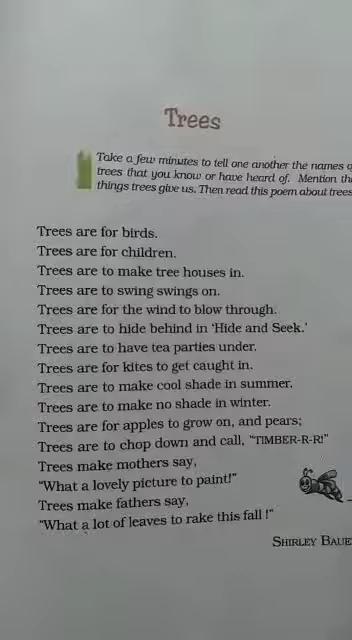 Trees
Take a few minutes to tell one another the names
trees that you know or have heard of. Mention
things trees give us. Then read this poem about trees
Trees are for birds.
Trees are for children.
Trees are to make tree houses in.
Trees are to swing swings on.
Trees are for the wind to blow through.
Trees are to hide behind in ‘Hide and Seek.’
Trees are to have tea parties under.
Trees are for kites to get caught in.
Trees are to make cool shade in summer.
Trees are to make no shade in winter.
Trees are for apples to grow on, and pears;
Trees are to chop down and call, “TIMBER-R-R!”
Trees make mothers say,
“What a lovely picture to paint!”
Trees make fathers say,
“What a lot of leaves to rake this fall !”
SHIRLEY